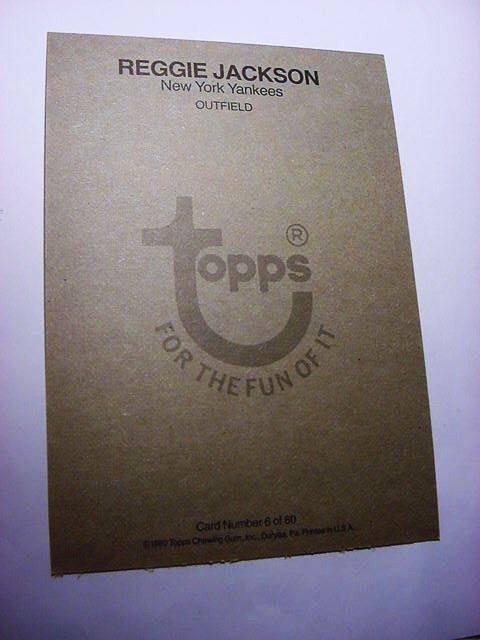 REGGIE JACKSON
New York Yankees
OUTFIELD
topps®
FOR THE FUN OF IT
Card Number 6 of 60
©1980 Topps Chewing Gum, Inc., Duryea, Pa. Printed in U.S.A.